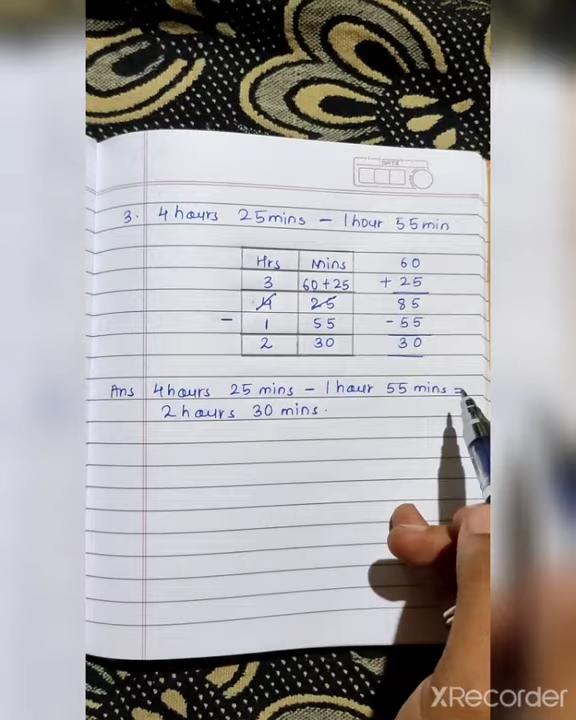 DATE
3. 4 hours 25 mins - 1 hour 55 min
Hrs Mins 60
3 60+25 + 25
4 25 85
- 1 55 - 55
2 30 30
Ans 4 hours 25 mins - 1 hour 55 mins =
2 hours 30 mins.
XRecorder